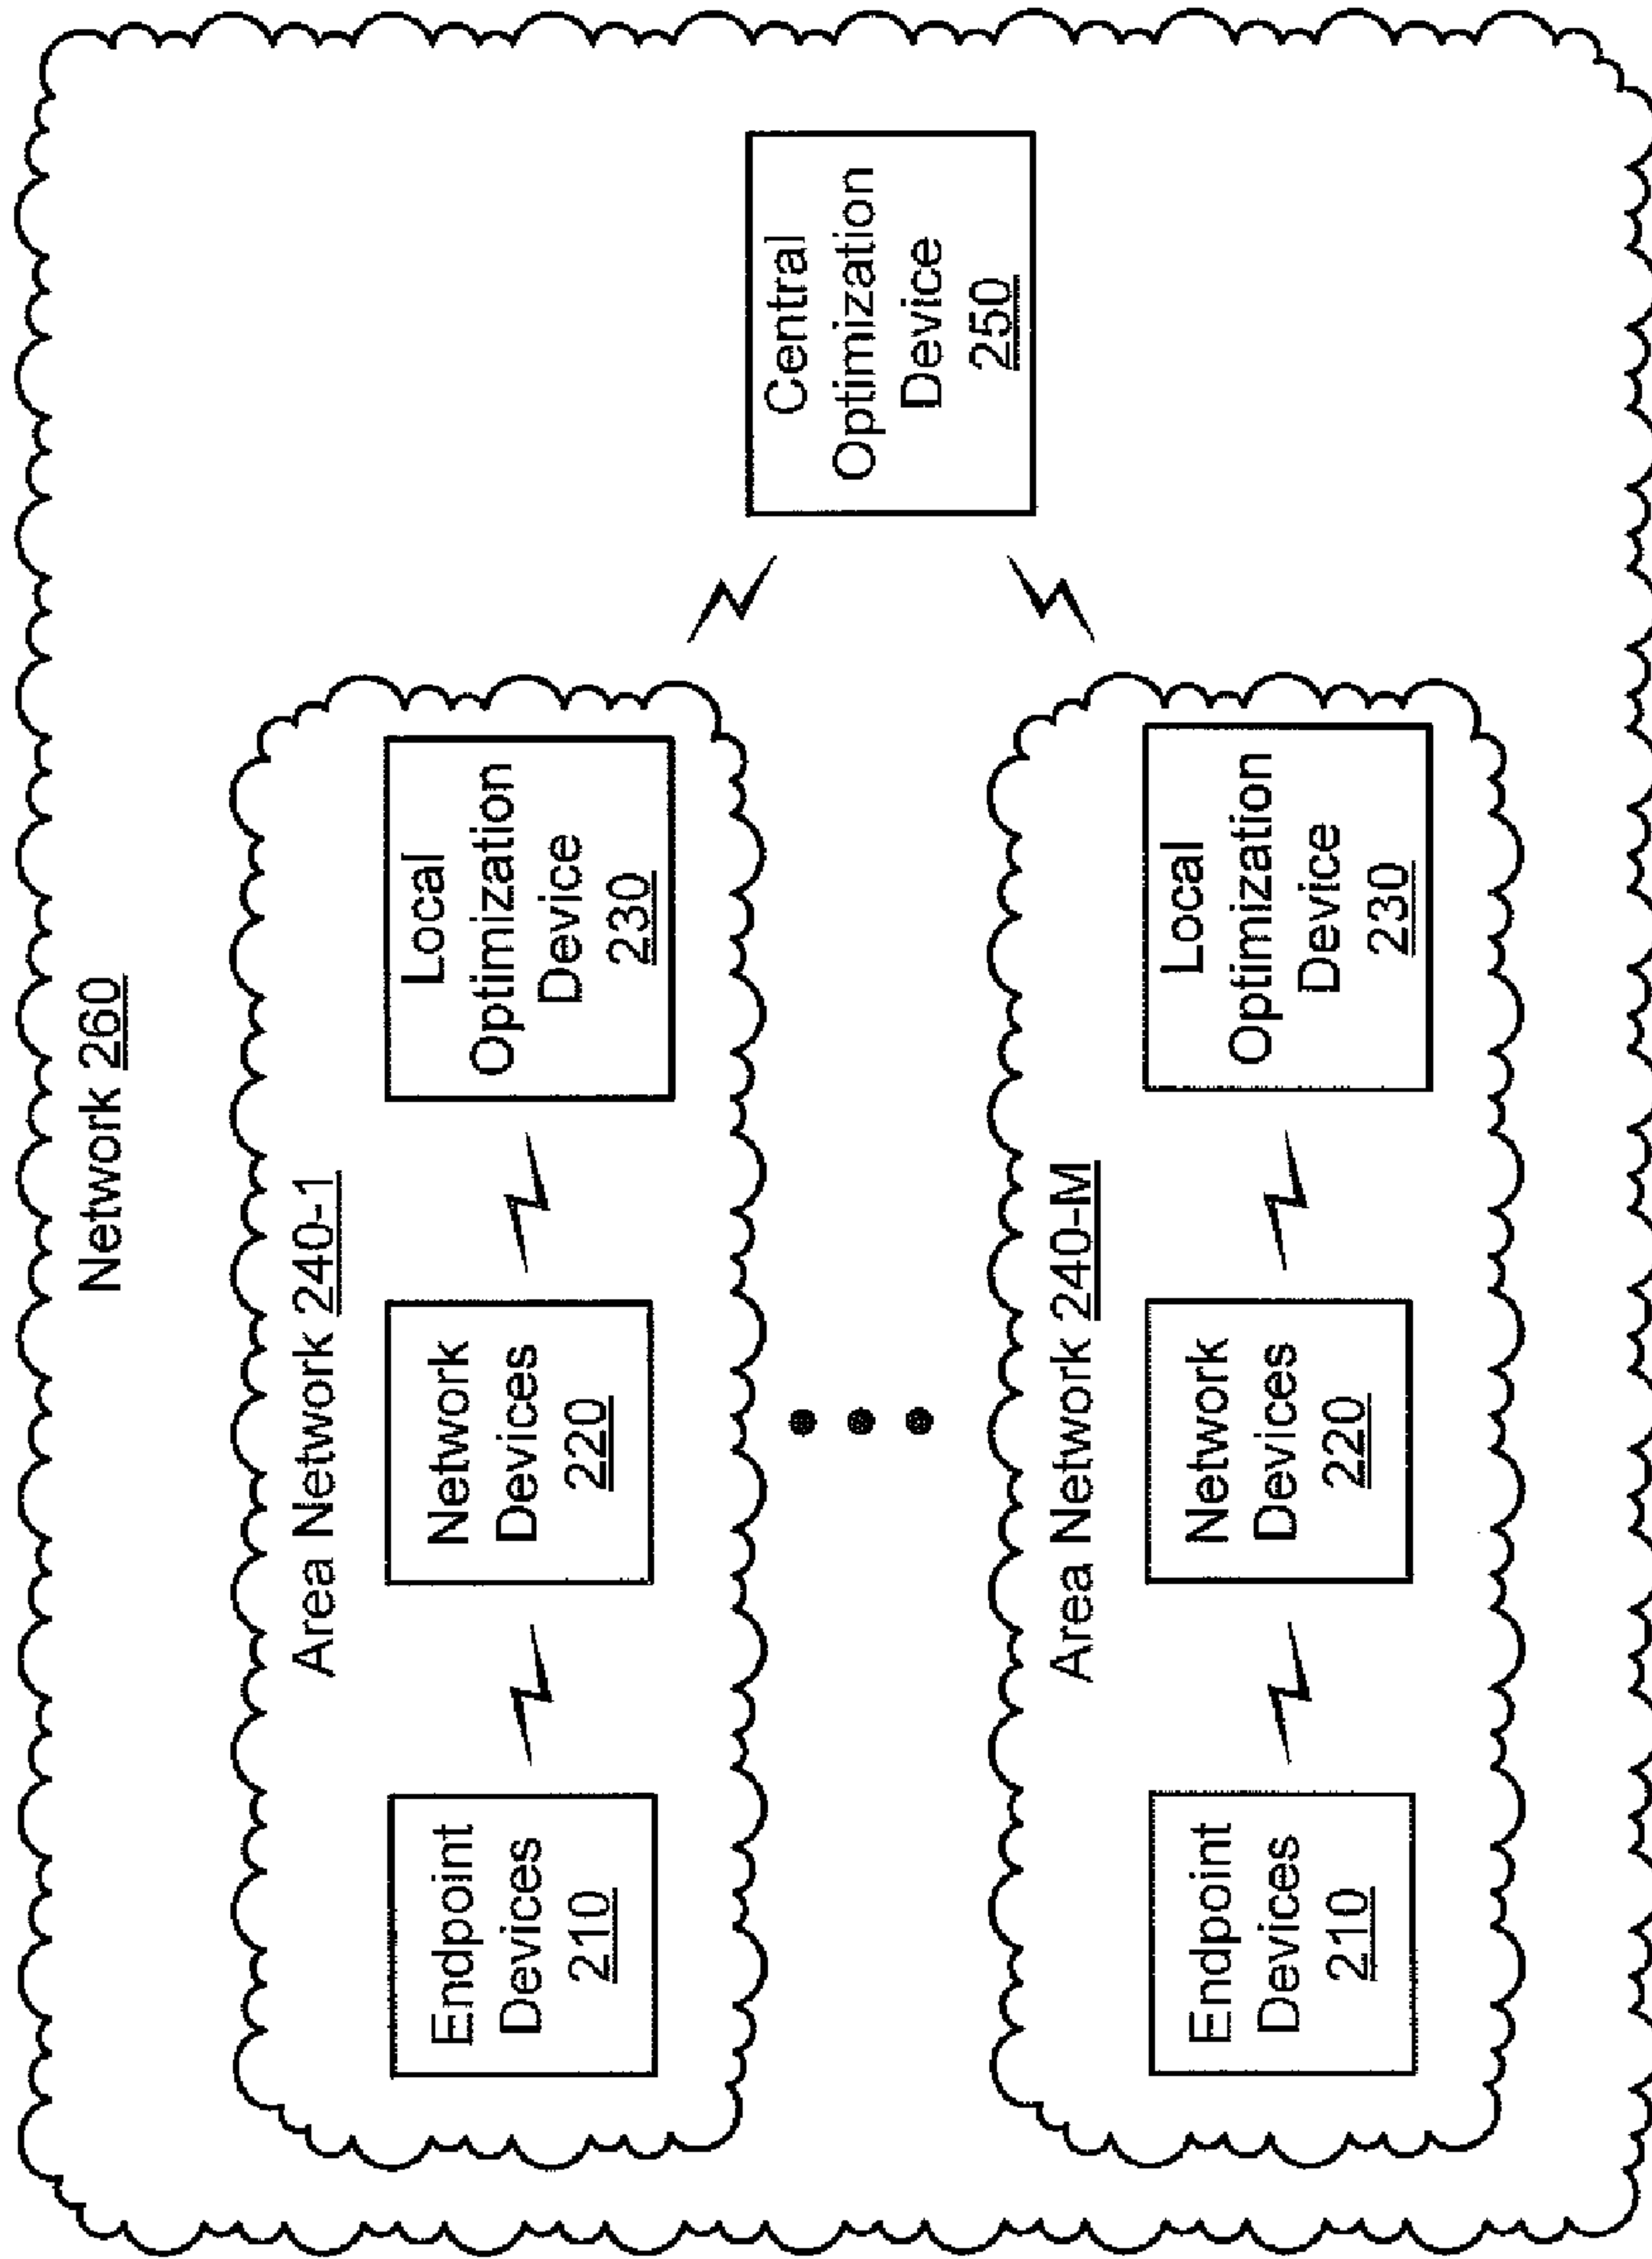 Network 260
Area Network 240-1
Endpoint
Devices
210
Network
Devices
220
Local
Optimization
Device
230
Area Network 240-M
Endpoint
Devices
210
Network
Devices
220
Local
Optimization
Device
230
Central
Optimization
Device
250